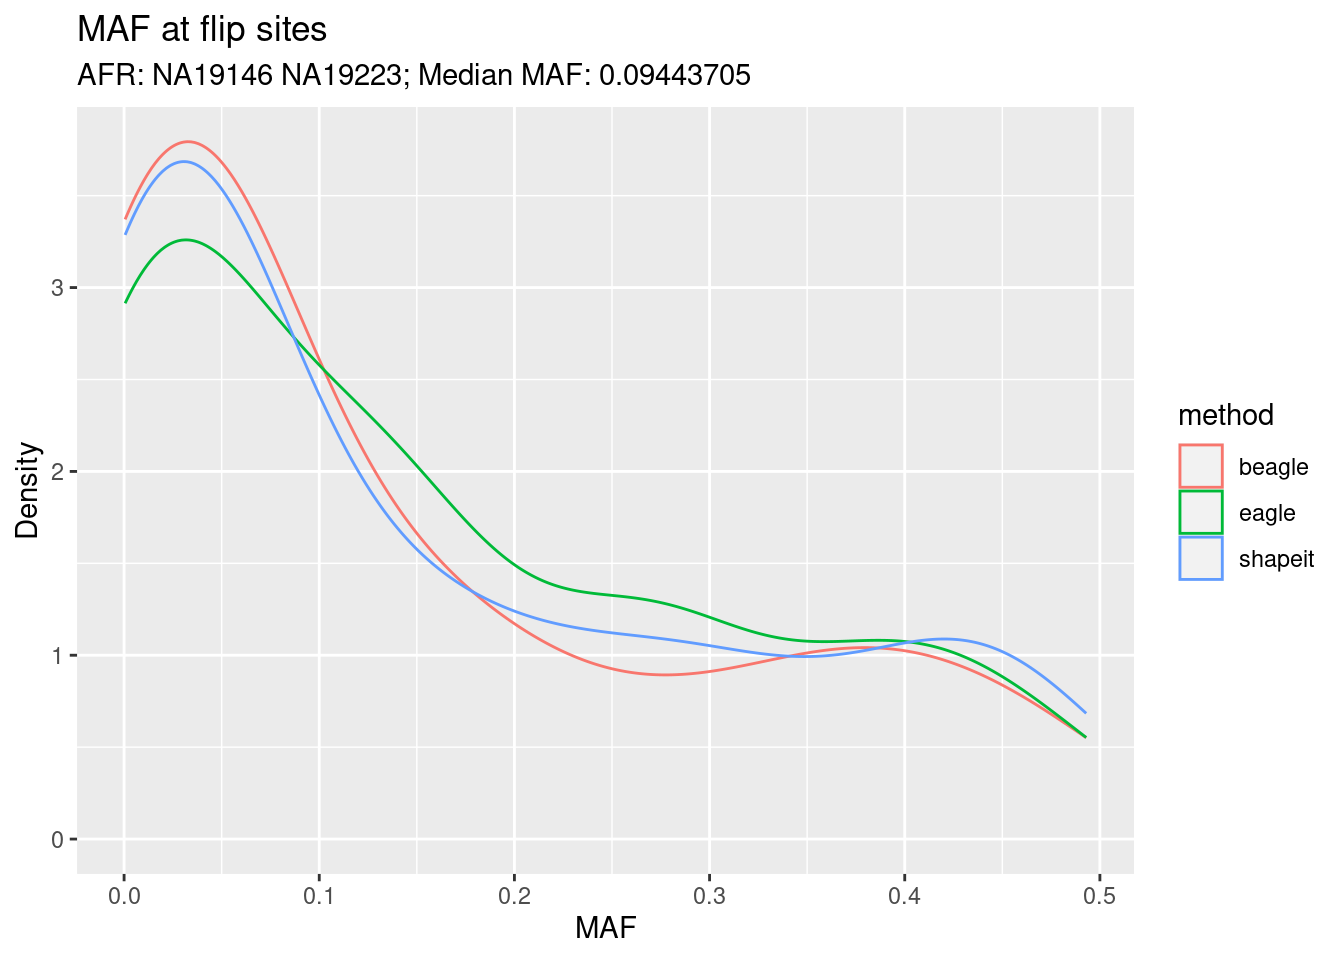 MAF at flip sites
AFR: NA19146 NA19223; Median MAF: 0.09443705
Density
3
2
1
0
0.0 0.1 0.2 0.3 0.4 0.5
MAF
method
beagle
eagle
shapeit